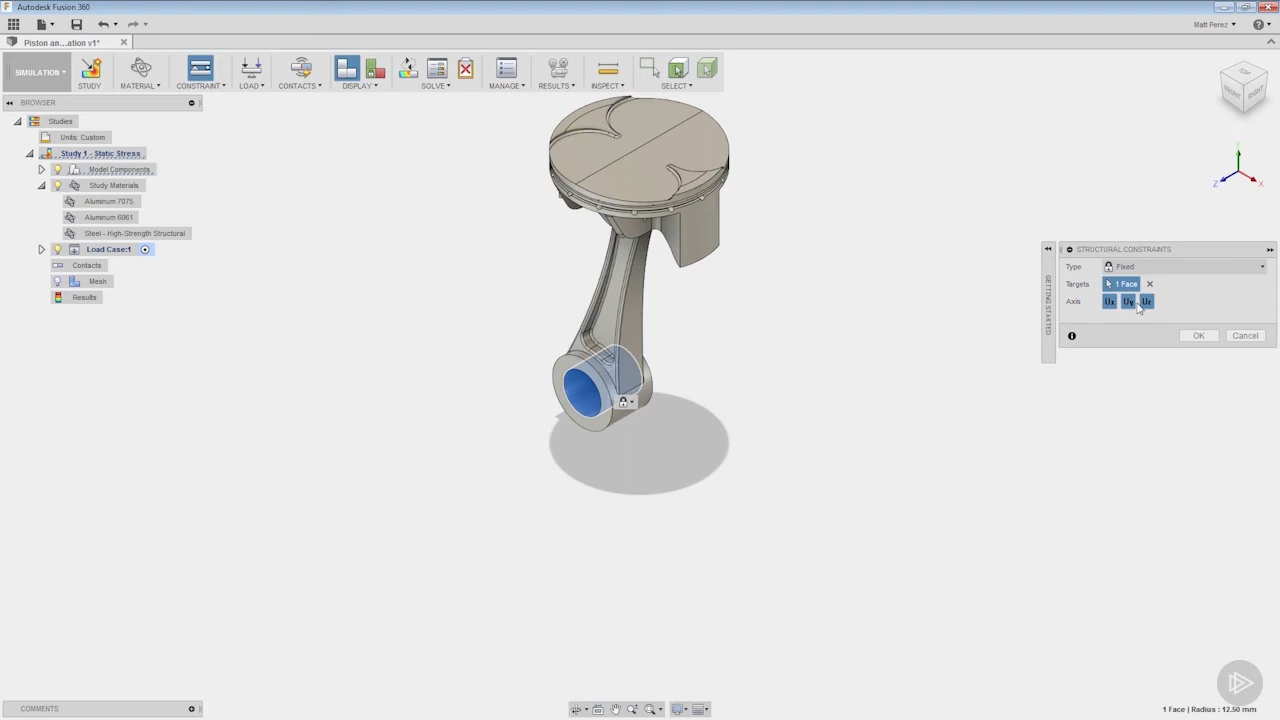 Autodesk Fusion 360
Matt Perez
Piston an...ation v1*
SIMULATION
STUDY
MATERIAL
CONSTRAINT
LOAD
CONTACTS
DISPLAY
SOLVE
MANAGE
RESULTS
INSPECT
SELECT
BROWSER
Studies
Units: Custom
Study 1 - Static Stress
Model Components
Study Materials
Aluminum 7075
Aluminum 6061
Steel - High-Strength Structural
Load Case:1
Contacts
Mesh
Results
TOP
FRONT
RIGHT
Y
Z
X
GETTING STARTED
STRUCTURAL CONSTRAINTS
Type Fixed
Targets 1 Face
Axis Ux Uy Uz
OK Cancel
COMMENTS
1 Face | Radius : 12.50 mm